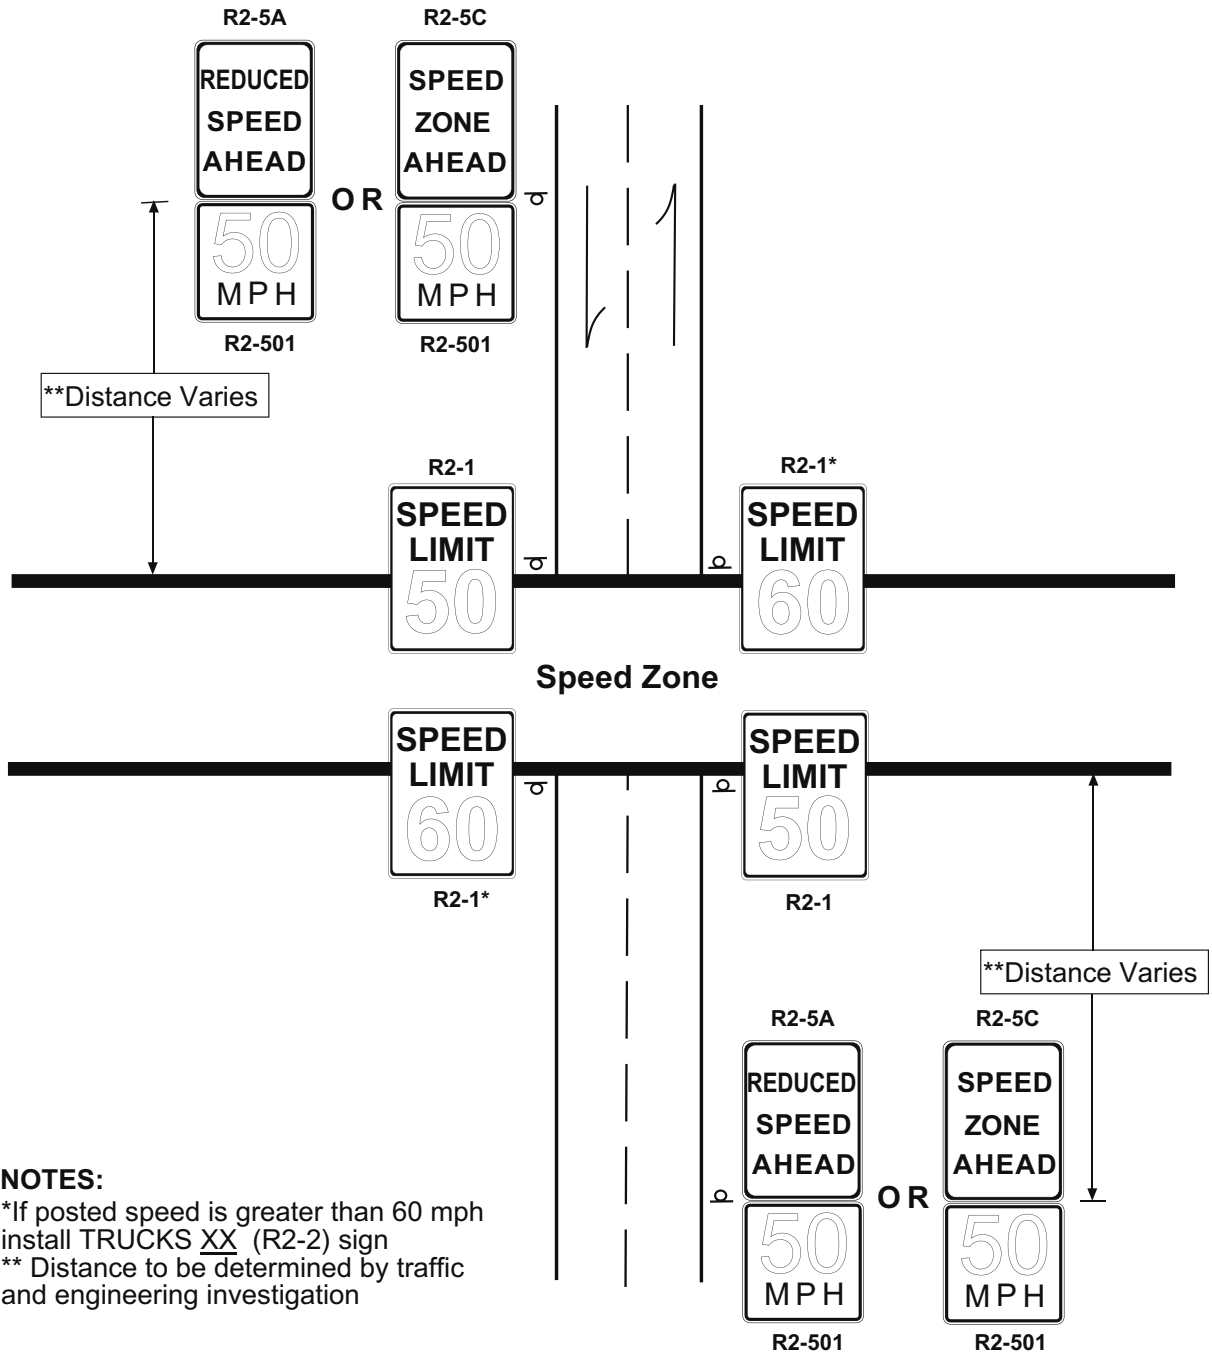 R2-5A
REDUCED
SPEED
AHEAD
50
MPH
R2-501
OR
R2-5C
SPEED
ZONE
AHEAD
50
MPH
R2-501
**Distance Varies
R2-1
SPEED
LIMIT
50
R2-1*
SPEED
LIMIT
60
Speed Zone
SPEED
LIMIT
60
R2-1*
SPEED
LIMIT
50
R2-1
**Distance Varies
R2-5A
REDUCED
SPEED
AHEAD
50
MPH
R2-501
OR
R2-5C
SPEED
ZONE
AHEAD
50
MPH
R2-501
NOTES:
*If posted speed is greater than 60 mph
install TRUCKS XX (R2-2) sign
** Distance to be determined by traffic
and engineering investigation